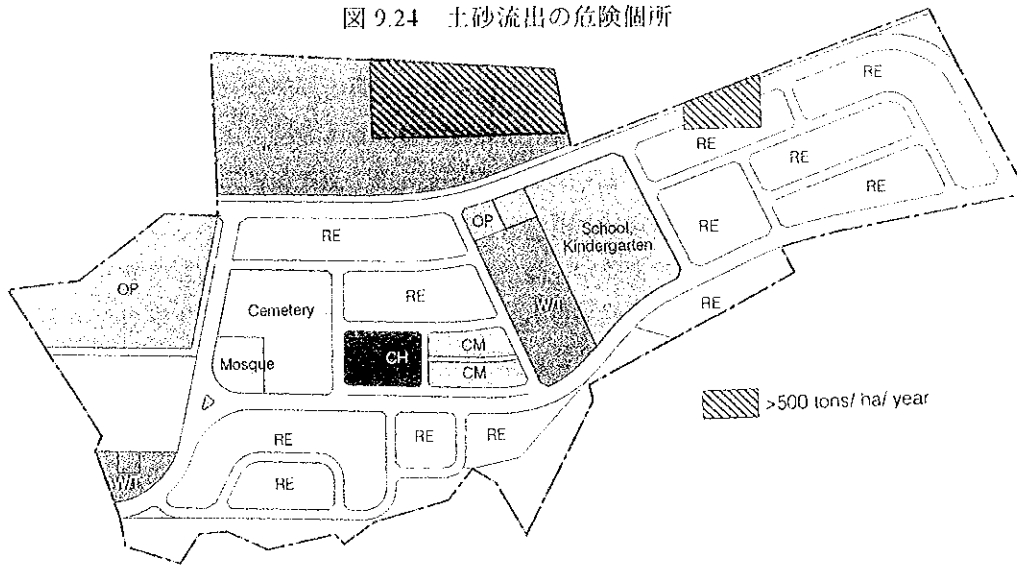 図 9.24 土砂流出の危険個所
RE
RE
RE
RE
RE
RE
OP
School,
Kindergarten
RE
OP
RE
Cemetery
W/I
RE
CM
CH
CM
Mosque
>500 tons/ ha/ year
RE
RE
RE
RE